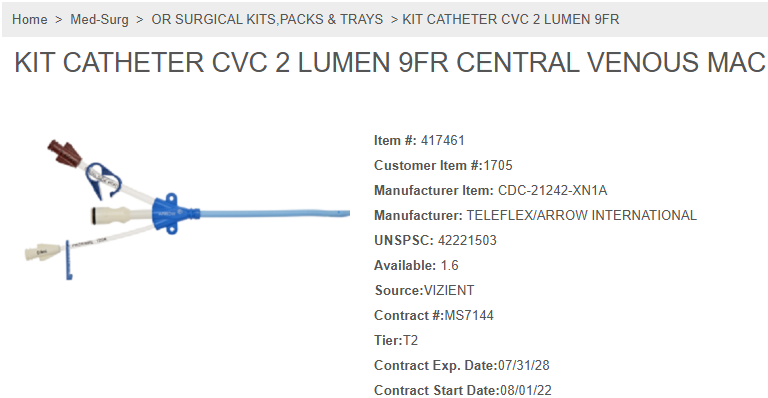 Home > Med-Surg > OR SURGICAL KITS,PACKS & TRAYS > KIT CATHETER CVC 2 LUMEN 9FR
KIT CATHETER CVC 2 LUMEN 9FR CENTRAL VENOUS MAC
Item #: 417461
Customer Item #:1705
Manufacturer Item: CDC-21242-XN1A
Manufacturer: TELEFLEX/ARROW INTERNATIONAL
UNSPSC: 42221503
Available: 1.6
Source:VIZIENT
Contract #:MS7144
Tier:T2
Contract Exp. Date:07/31/28
Contract Start Date:08/01/22